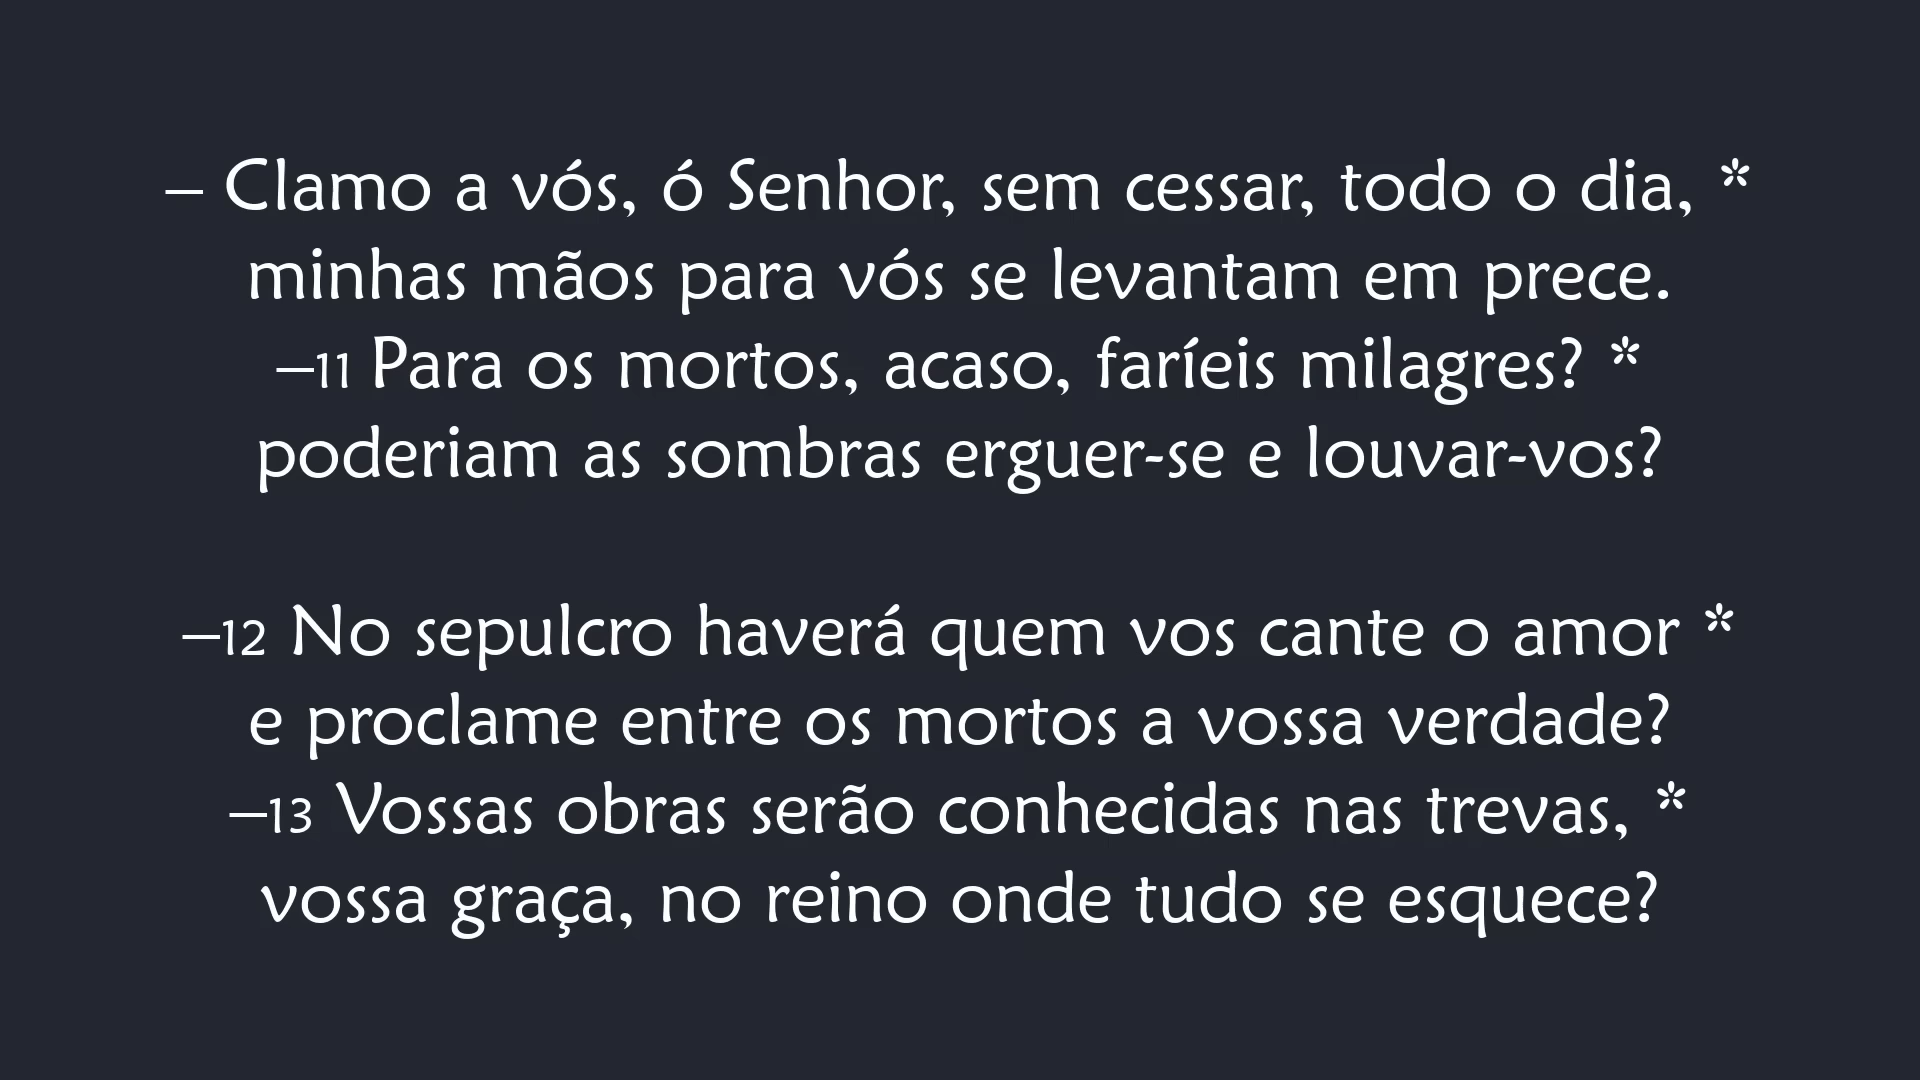 – Clamo a vós, ó Senhor, sem cessar, todo o dia, *
minhas mãos para vós se levantam em prece.
–11 Para os mortos, acaso, faríeis milagres? *
poderiam as sombras erguer-se e louvar-vos?
–12 No sepulcro haverá quem vos cante o amor *
e proclame entre os mortos a vossa verdade?
–13 Vossas obras serão conhecidas nas trevas, *
vossa graça, no reino onde tudo se esquece?